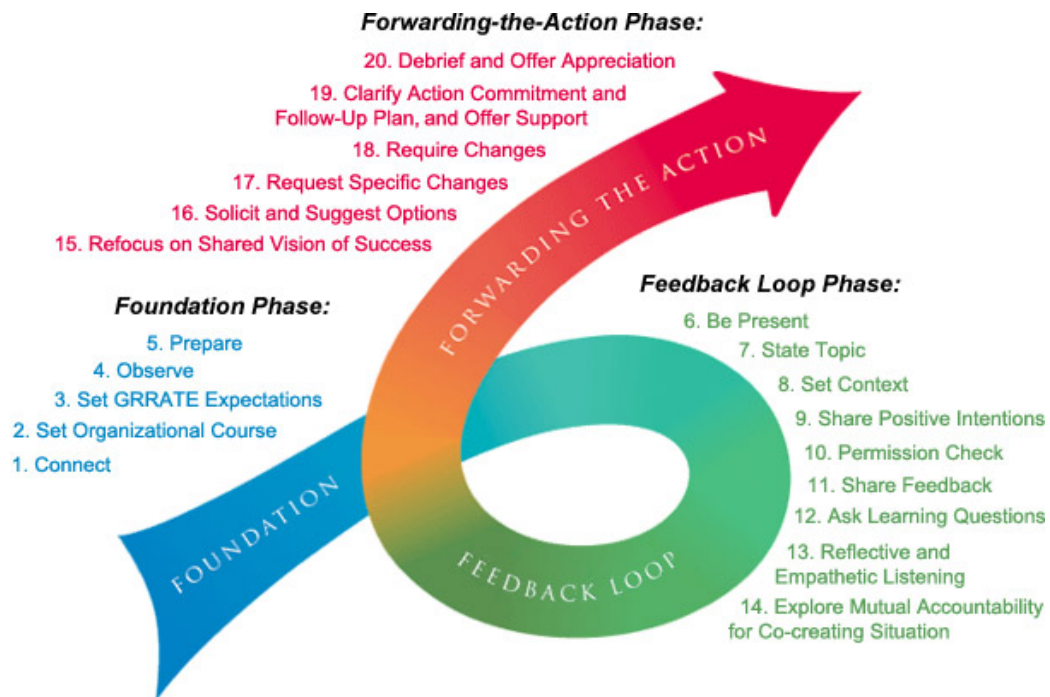 Forwarding-the-Action Phase:
20. Debrief and Offer Appreciation
19. Clarify Action Commitment and
Follow-Up Plan, and Offer Support
18. Require Changes
17. Request Specific Changes
16. Solicit and Suggest Options
15. Refocus on Shared Vision of Success
FORWARDING THE ACTION
Foundation Phase:
5. Prepare
4. Observe
3. Set GRRATE Expectations
2. Set Organizational Course
1. Connect
FOUNDATION
Feedback Loop Phase:
6. Be Present
7. State Topic
8. Set Context
9. Share Positive Intentions
10. Permission Check
11. Share Feedback
12. Ask Learning Questions
13. Reflective and
Empathetic Listening
14. Explore Mutual Accountability
for Co-creating Situation
FEEDBACK LOOP